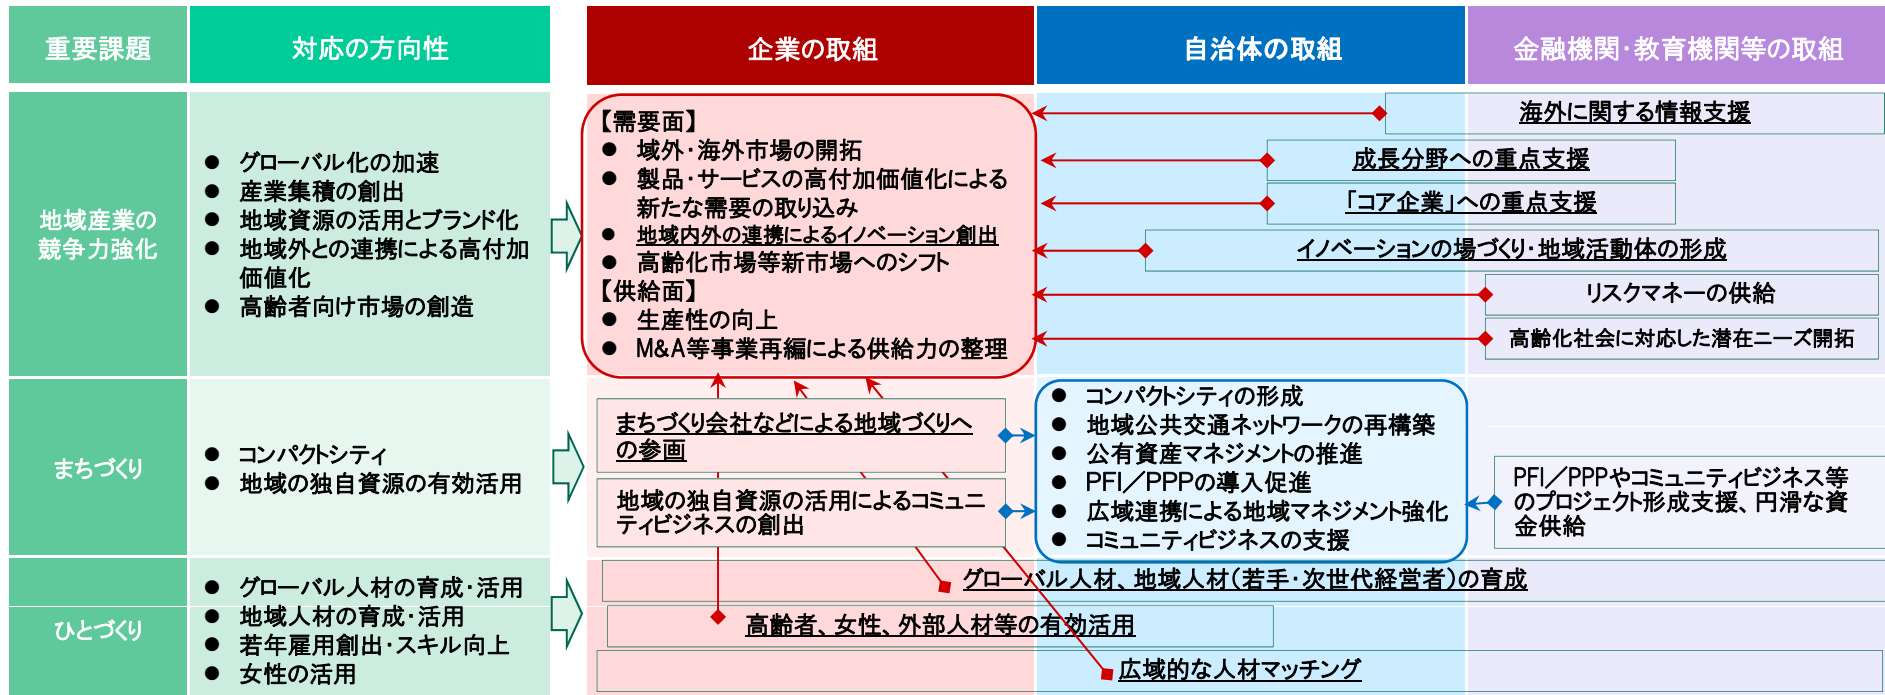 重要課題
対応の方向性
企業の取組
自治体の取組
金融機関・教育機関等の取組
地域産業の
競争力強化
● グローバル化の加速
● 産業集積の創出
● 地域資源の活用とブランド化
● 地域外との連携による高付加
価値化
● 高齢者向け市場の創造
【需要面】
● 域外・海外市場の開拓
● 製品・サービスの高付加価値化による
新たな需要の取り込み
● 地域内外の連携によるイノベーション創出
● 高齢化市場等新市場へのシフト
【供給面】
● 生産性の向上
● M&A等事業再編による供給力の整理
海外に関する情報支援
成長分野への重点支援
「コア企業」への重点支援
イノベーションの場づくり・地域活動体の形成
リスクマネーの供給
高齢化社会に対応した潜在ニーズ開拓
まちづくり
● コンパクトシティ
● 地域の独自資源の有効活用
まちづくり会社などによる地域づくりへ
の参画
地域の独自資源の活用によるコミュニ
ティビジネスの創出
● コンパクトシティの形成
● 地域公共交通ネットワークの再構築
● 公有資産マネジメントの推進
● PFI／PPPの導入促進
● 広域連携による地域マネジメント強化
● コミュニティビジネスの支援
PFI／PPPやコミュニティビジネス等
のプロジェクト形成支援、円滑な資
金供給
ひとづくり
● グローバル人材の育成・活用
● 地域人材の育成・活用
● 若年雇用創出・スキル向上
● 女性の活用
グローバル人材、地域人材（若手・次世代経営者）の育成
高齢者、女性、外部人材等の有効活用
広域的な人材マッチング